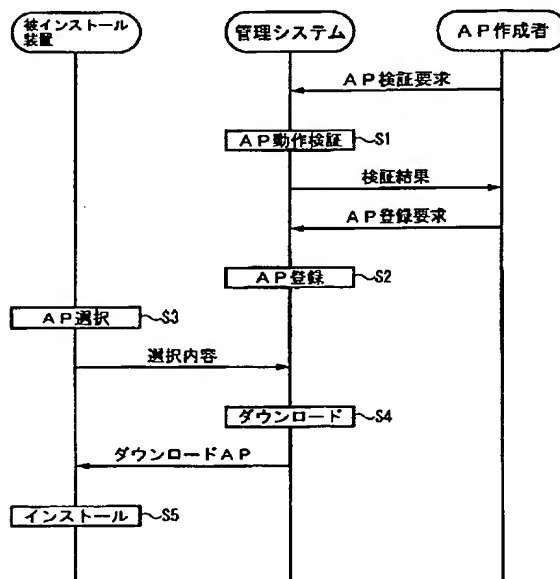 被インストール
装置
管理システム
AP作成者
AP検証要求
AP動作検証
S1
検証結果
AP登録要求
AP登録
S2
AP選択
S3
選択内容
ダウンロード
S4
ダウンロードAP
インストール
S5